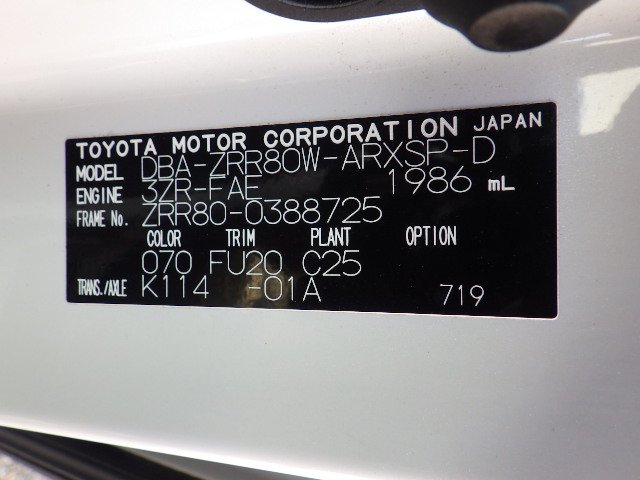 TOYOTA MOTOR CORPORATION JAPAN
MODEL DBA-ZRR80W-ARXSP-D
ENGINE 3ZR-FAE 1986 mL
FRAME No. ZRR80-0388725
COLOR TRIM PLANT OPTION
070 FU20 C25
TRANS./AXLE K114 -01A 719